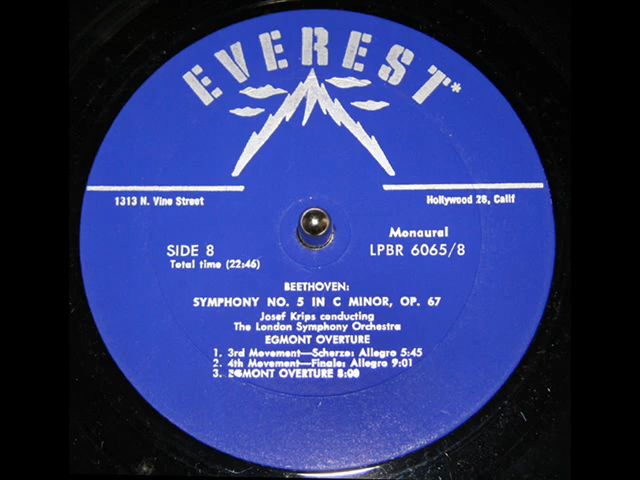 EVEREST*
1313 N. Vine Street
Hollywood 28, Calif
SIDE 8
Total time (22:46)
Monaural
LPBR 6065/8
BEETHOVEN:
SYMPHONY NO. 5 IN C MINOR, OP. 67
Josef Krips conducting
The London Symphony Orchestra
EGMONT OVERTURE
1. 3rd Movement—Scherzo: Allegro 5:45
2. 4th Movement—Finale: Allegro 9:01
3. EGMONT OVERTURE 8:00